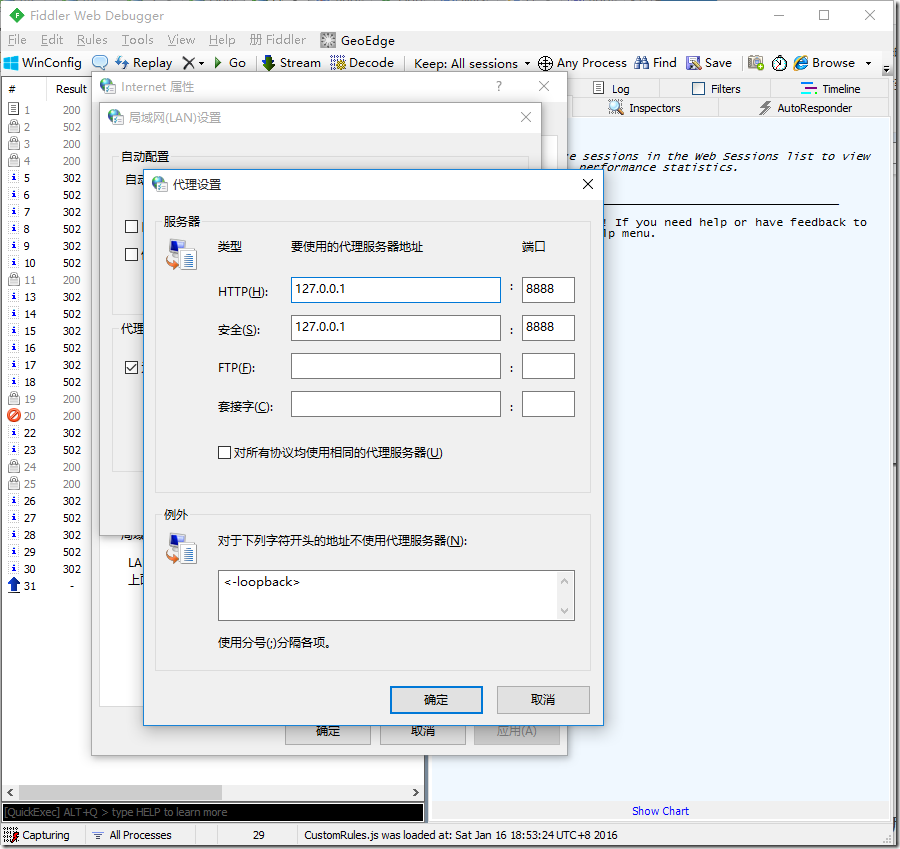 Fiddler Web Debugger
File Edit Rules Tools View Help 册 Fiddler GeoEdge
WinConfig Replay Go Stream Decode Keep: All sessions Any Process Find Save Browse
# Result
1 200
2 502
3 200
4 200
5 302
6 502
7 302
8 502
9 302
10 502
11 200
13 302
14 502
15 302
16 502
17 302
18 502
19 200
20 200
22 302
23 502
24 200
25 200
26 302
27 502
28 302
29 502
30 302
31 -
Log Filters Timeline
Inspectors AutoResponder
e sessions in the Web Sessions list to view
performance statistics.
! If you need help or have feedback to
lp menu.
Show Chart
Internet 属性
?
局域网(LAN)设置
自动配置
自动
代理
LA
上面
确定 取消 应用(A)
代理设置
服务器
类型 要使用的代理服务器地址 端口
HTTP(H): 127.0.0.1 : 8888
安全(S): 127.0.0.1 : 8888
FTP(F): :
套接字(C): :
对所有协议均使用相同的代理服务器(U)
例外
对于下列字符开头的地址不使用代理服务器(N):
<-loopback>
使用分号(;)分隔各项。
确定 取消
[QuickExec] ALT+Q > type HELP to learn more
Capturing All Processes 29 CustomRules.js was loaded at: Sat Jan 16 18:53:24 UTC+8 2016